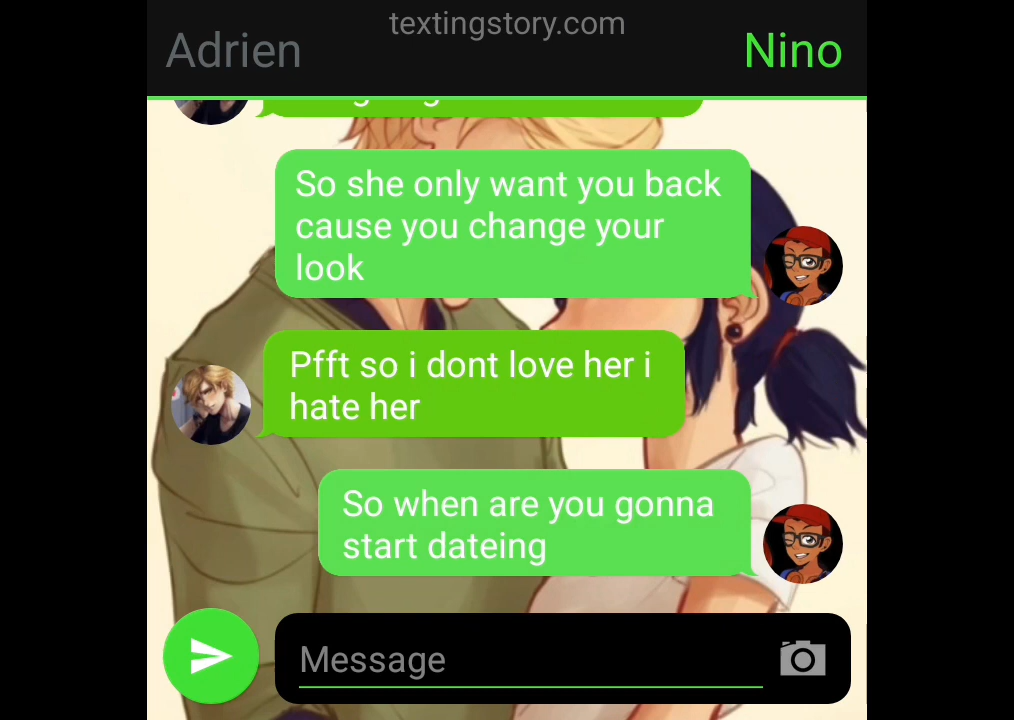 textingstory.com
Adrien
Nino
So she only want you back
cause you change your
look
Pfft so i dont love her i
hate her
So when are you gonna
start dateing
Message